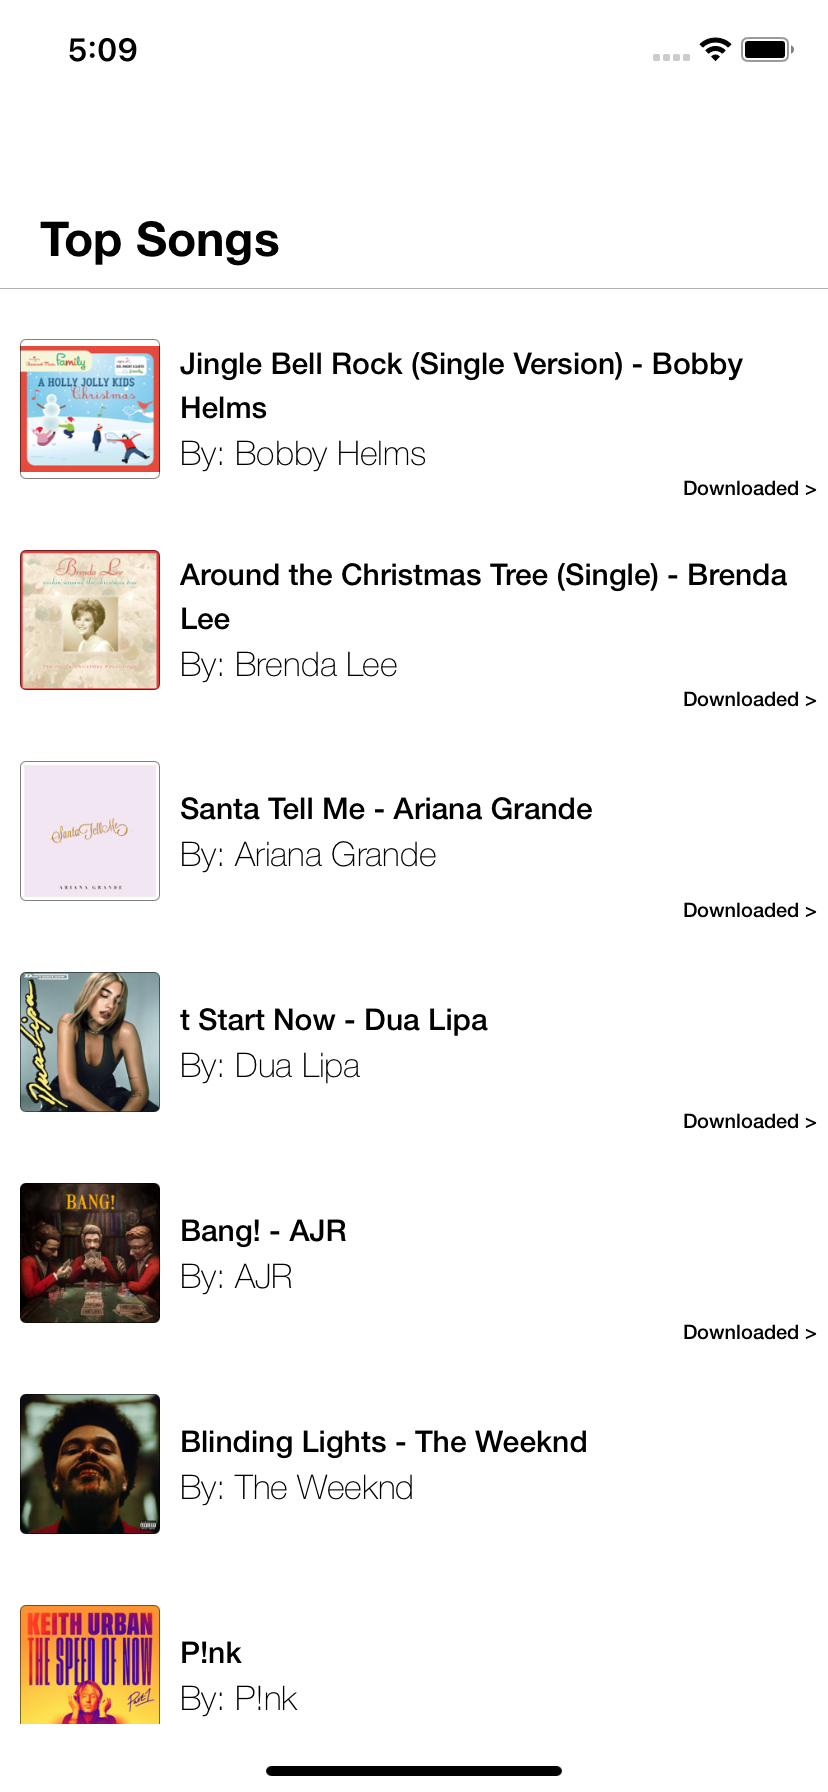 5:09
Top Songs
Family
A HOLLY JOLLY KIDS
Christmas
Jingle Bell Rock (Single Version) - Bobby
Helms
By: Bobby Helms
Downloaded >
Brenda Lee
Around the Christmas Tree (Single) - Brenda
Lee
By: Brenda Lee
Downloaded >
Santa Tell Me
ARIANA GRANDE
Santa Tell Me - Ariana Grande
By: Ariana Grande
Downloaded >
Dua Lipa
t Start Now - Dua Lipa
By: Dua Lipa
Downloaded >
BANG!
Bang! - AJR
By: AJR
Downloaded >
Blinding Lights - The Weeknd
By: The Weeknd
KEITH URBAN
THE SPEED OF NOW
Part 1
P!nk
By: P!nk